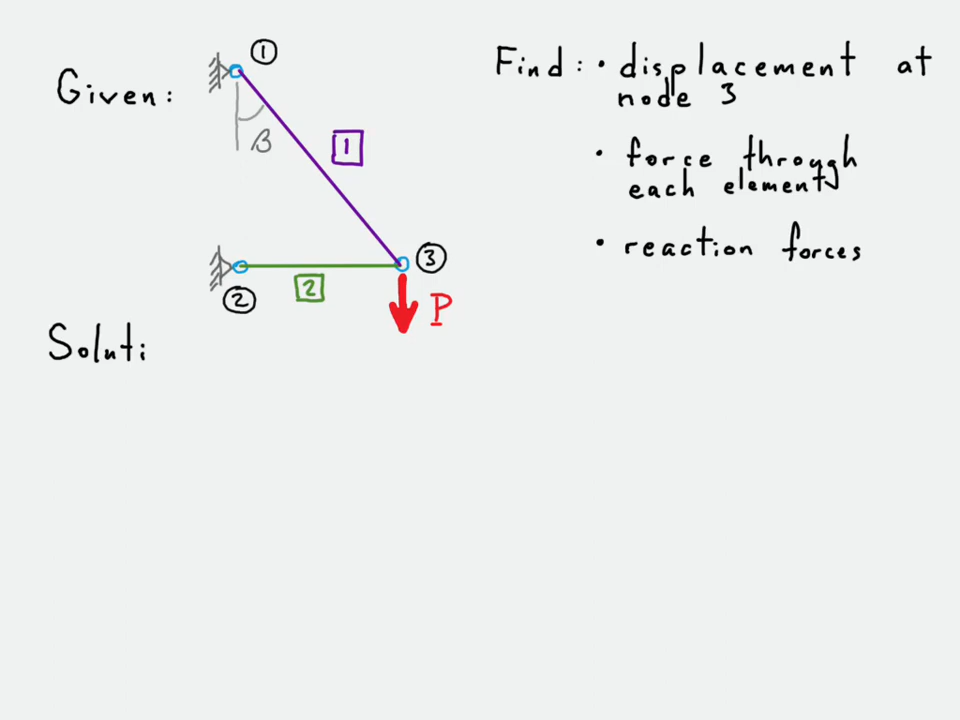 Given:
①
β
1
②
2
③
P
Find: • displacement at
node 3
• force through
each element
• reaction forces
Soluti